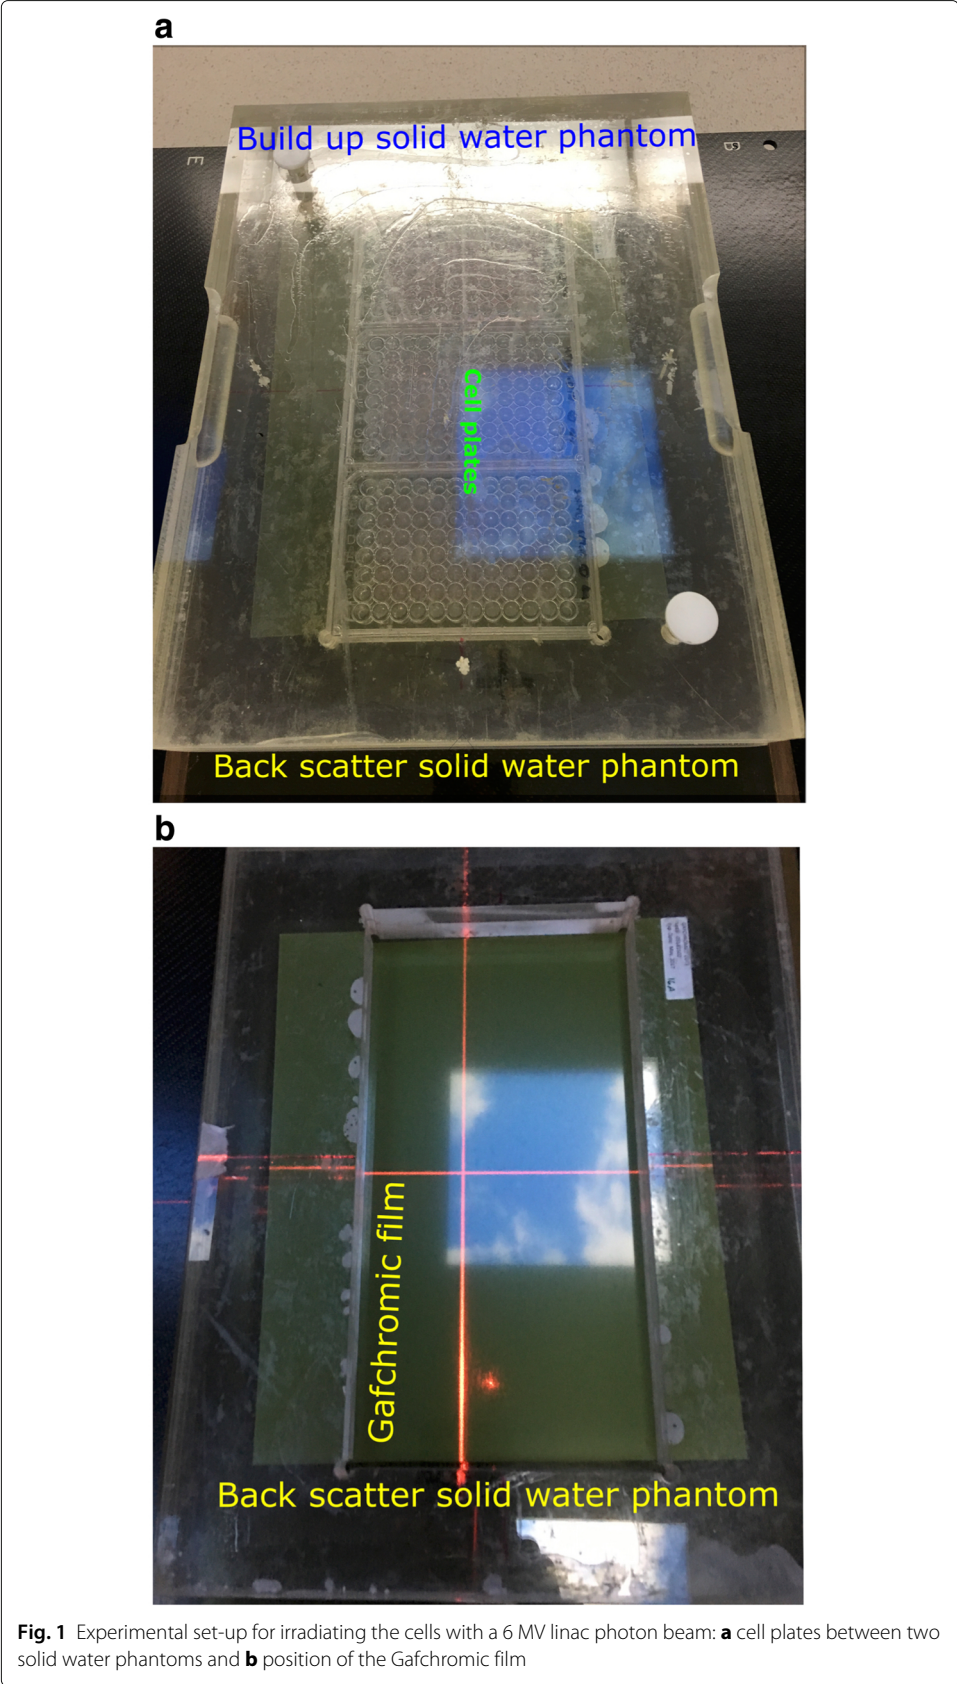 a
Build up solid water phantom
E
Cell plates
Back scatter solid water phantom
b
Gafchromic film
Back scatter solid water phantom
Fig. 1 Experimental set-up for irradiating the cells with a 6 MV linac photon beam: a cell plates between two
solid water phantoms and b position of the Gafchromic film